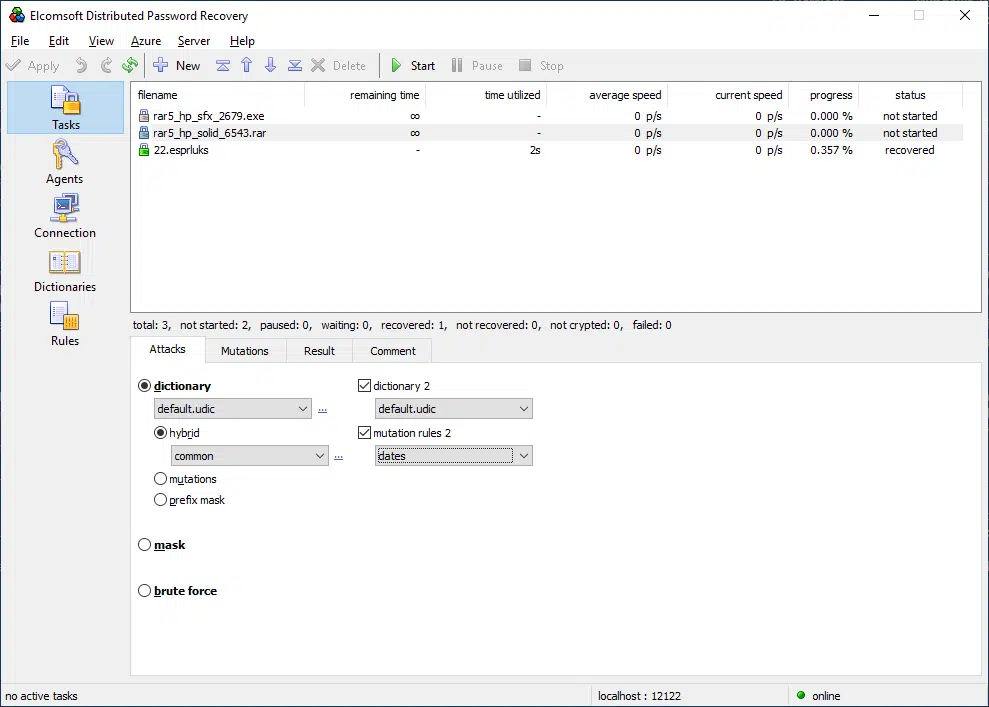 Elcomsoft Distributed Password Recovery
File Edit View Azure Server Help
Apply New Delete Start Pause Stop
filename remaining time time utilized average speed current speed progress status
rar5_hp_sfx_2679.exe ∞ - 0 p/s 0 p/s 0.000 % not started
rar5_hp_solid_6543.rar ∞ - 0 p/s 0 p/s 0.000 % not started
22.esprluks - 2s 0 p/s 0 p/s 0.357 % recovered
Tasks
Agents
Connection
Dictionaries
Rules
total: 3, not started: 2, paused: 0, waiting: 0, recovered: 1, not recovered: 0, not crypted: 0, failed: 0
Attacks Mutations Result Comment
dictionary dictionary 2
default.udic ... default.udic
hybrid mutation rules 2
common ... dates
mutations
prefix mask
mask
brute force
no active tasks localhost : 12122 online